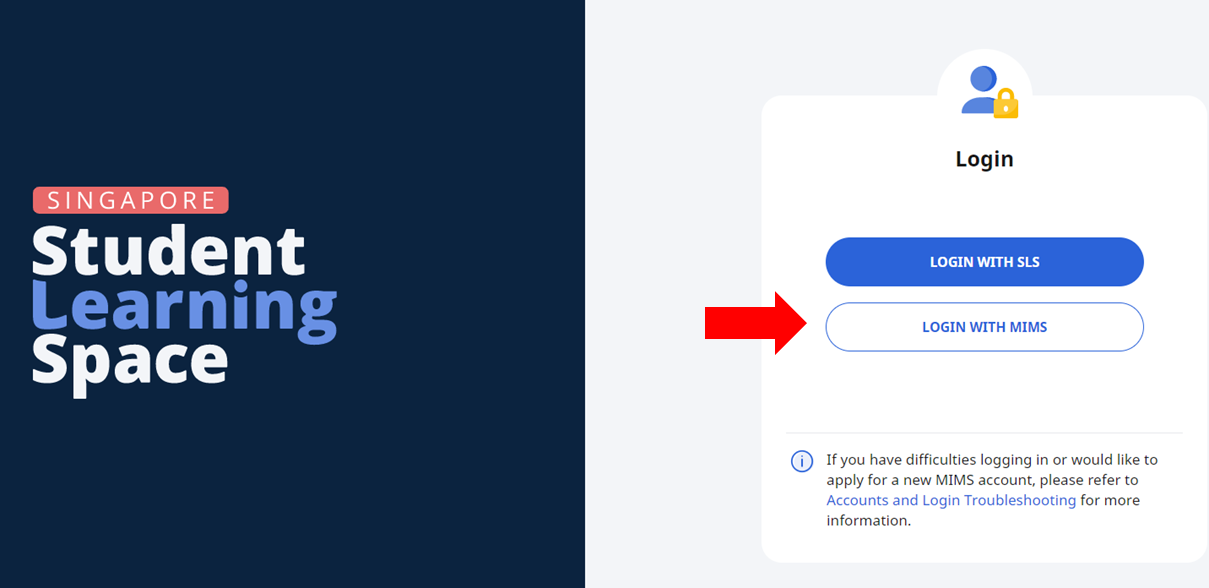 SINGAPORE
Student
Learning
Space
Login
LOGIN WITH SLS
LOGIN WITH MIMS
If you have difficulties logging in or would like to
apply for a new MIMS account, please refer to
Accounts and Login Troubleshooting for more
information.